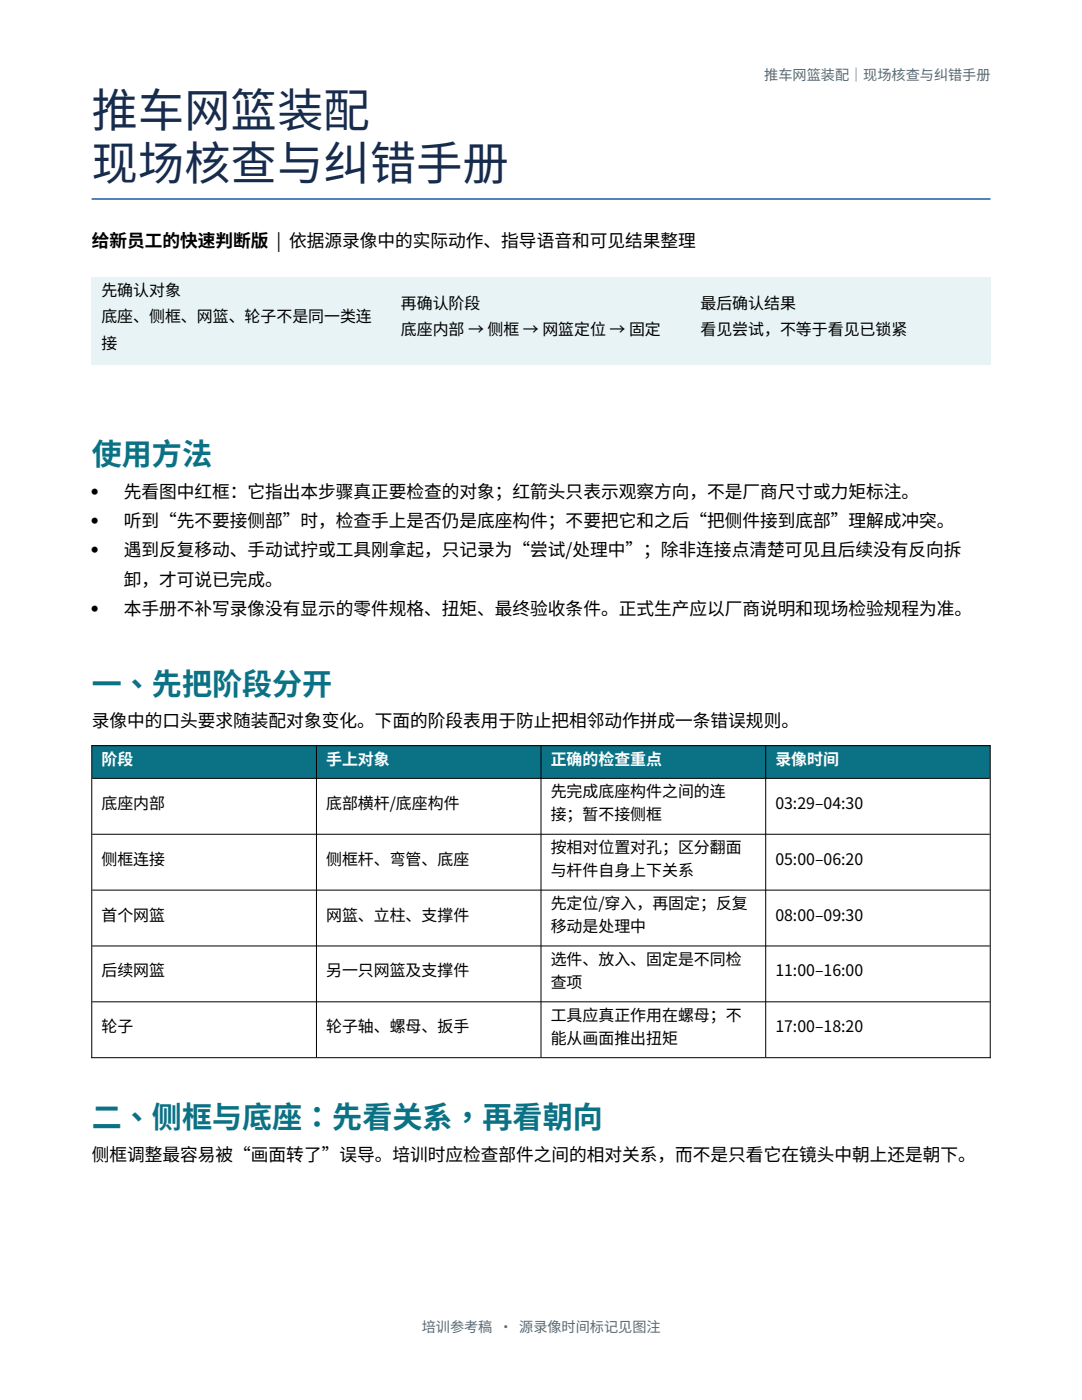 推车网篮装配｜现场核查与纠错手册
推车网篮装配
现场核查与纠错手册
给新员工的快速判断版｜依据源录像中的实际动作、指导语音和可见结果整理
先确认对象
底座、侧框、网篮、轮子不是同一类连
接
再确认阶段
底座内部 → 侧框 → 网篮定位 → 固定
最后确认结果
看见尝试，不等于看见已锁紧
使用方法
• 先看图中红框：它指出本步骤真正要检查的对象；红箭头只表示观察方向，不是厂商尺寸或力矩标注。
• 听到“先不要接侧部”时，检查手上是否仍是底座构件；不要把它和之后“把侧件接到底部”理解成冲突。
• 遇到反复移动、手动试拧或工具刚拿起，只记录为“尝试/处理中”；除非连接点清楚可见且后续没有反向拆
卸，才可说已完成。
• 本手册不补写录像没有显示的零件规格、扭矩、最终验收条件。正式生产应以厂商说明和现场检验规程为准。
一、先把阶段分开
录像中的口头要求随装配对象变化。下面的阶段表用于防止把相邻动作拼成一条错误规则。
阶段 手上对象 正确的检查重点 录像时间
底座内部 底部横杆/底座构件 先完成底座构件之间的连
接；暂不接侧框 03:29–04:30
侧框连接 侧框杆、弯管、底座 按相对位置对孔；区分翻面
与杆件自身上下关系 05:00–06:20
首个网篮 网篮、立柱、支撑件 先定位/穿入，再固定；反复
移动是处理中 08:00–09:30
后续网篮 另一只网篮及支撑件 选件、放入、固定是不同检
查项 11:00–16:00
轮子 轮子轴、螺母、扳手 工具应真正作用在螺母；不
能从画面推出扭矩 17:00–18:20
二、侧框与底座：先看关系，再看朝向
侧框调整最容易被“画面转了”误导。培训时应检查部件之间的相对关系，而不是只看它在镜头中朝上还是朝下。
培训参考稿 · 源录像时间标记见图注